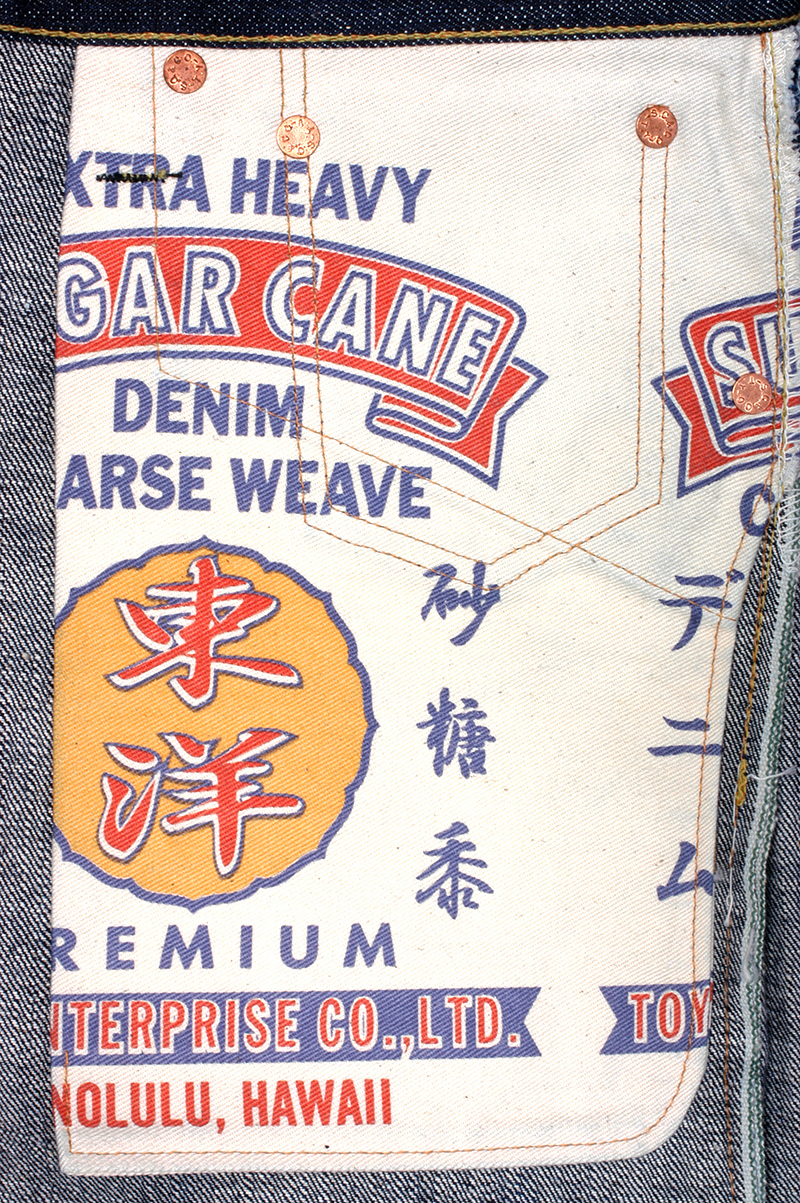 XTRA HEAVY
GAR CANE
DENIM
ARSE WEAVE
東洋
砂糖黍
REMIUM
NTERPRISE CO.,LTD.
NOLULU, HAWAII
SU
C
デニム
TOY